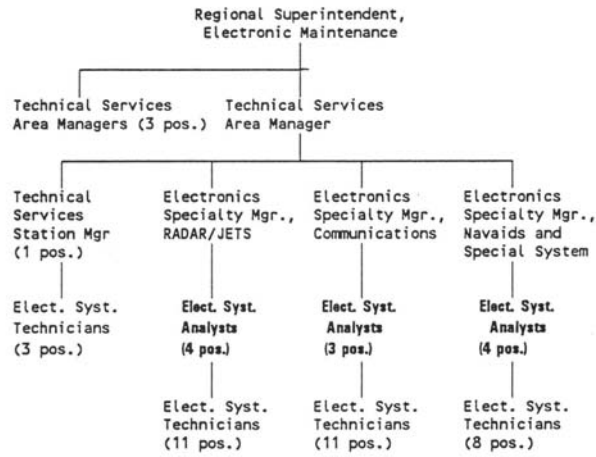 Regional Superintendent,
Electronic Maintenance
Technical Services
Area Managers (3 pos.)
Technical Services
Area Manager
Technical
Services
Station Mgr
(1 pos.)
Electronics
Specialty Mgr.,
RADAR/JETS
Electronics
Specialty Mgr.,
Communications
Electronics
Specialty Mgr.,
Navaids and
Special System
Elect. Syst.
Technicians
(3 pos.)
Elect. Syst.
Analysts
(4 pos.)
Elect. Syst.
Analysts
(3 pos.)
Elect. Syst.
Analysts
(4 pos.)
Elect. Syst.
Technicians
(11 pos.)
Elect. Syst.
Technicians
(11 pos.)
Elect. Syst.
Technicians
(8 pos.)